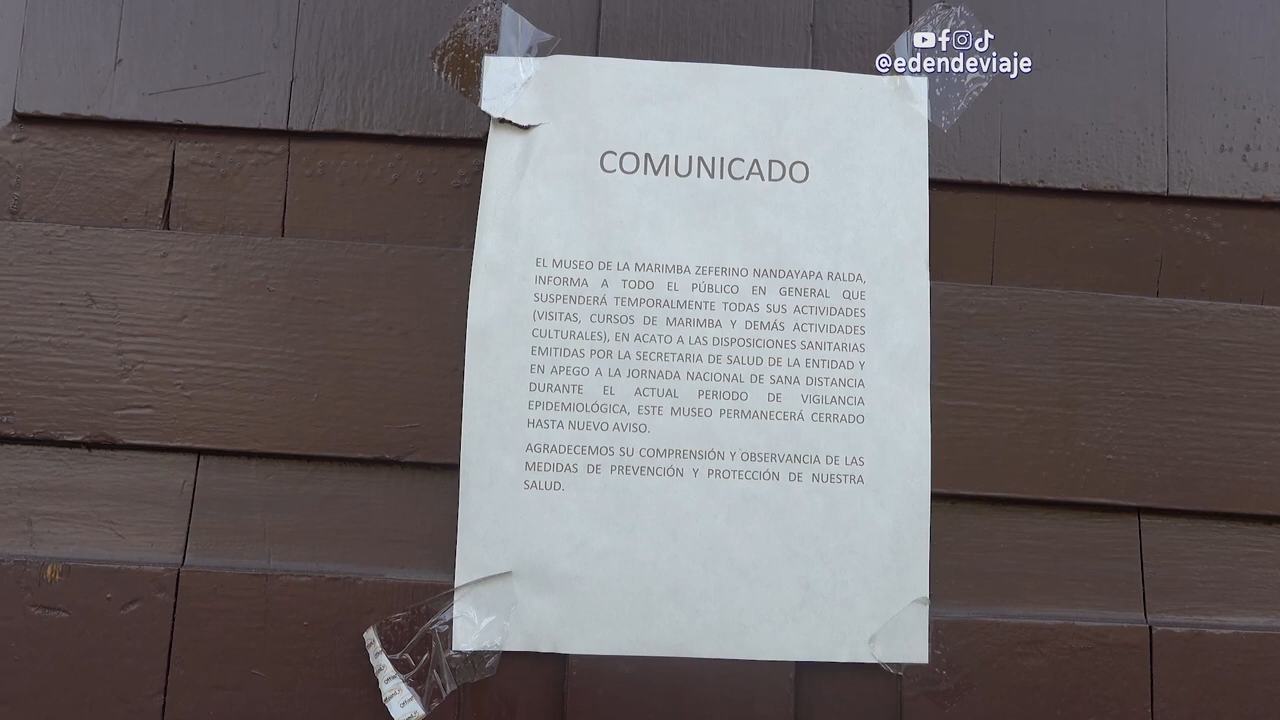 @edendeviaje
COMUNICADO
EL MUSEO DE LA MARIMBA ZEFERINO NANDAYAPA RALDA,
INFORMA A TODO EL PÚBLICO EN GENERAL QUE
SUSPENDERÁ TEMPORALMENTE TODAS SUS ACTIVIDADES
(VISITAS, CURSOS DE MARIMBA Y DEMÁS ACTIVIDADES
CULTURALES), EN ACATO A LAS DISPOSICIONES SANITARIAS
EMITIDAS POR LA SECRETARIA DE SALUD DE LA ENTIDAD Y
EN APEGO A LA JORNADA NACIONAL DE SANA DISTANCIA
DURANTE EL ACTUAL PERIODO DE VIGILANCIA
EPIDEMIOLÓGICA, ESTE MUSEO PERMANECERÁ CERRADO
HASTA NUEVO AVISO.
AGRADECEMOS SU COMPRENSIÓN Y OBSERVANCIA DE LAS
MEDIDAS DE PREVENCIÓN Y PROTECCIÓN DE NUESTRA
SALUD.